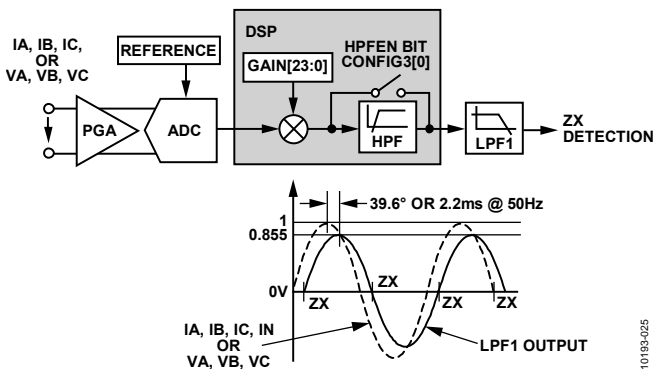 IA, IB, IC,
OR
VA, VB, VC
REFERENCE
PGA
ADC
DSP
GAIN[23:0]
HPFEN BIT
CONFIG3[0]
HPF
LPF1
ZX
DETECTION
39.6° OR 2.2ms @ 50Hz
1
0.855
0V
ZX
ZX
ZX
ZX
IA, IB, IC, IN
OR
VA, VB, VC
LPF1 OUTPUT
10193-025